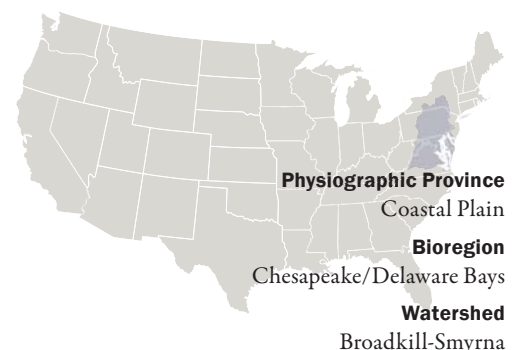 Physiographic Province
Coastal Plain
Bioregion
Chesapeake/Delaware Bays
Watershed
Broadkill-Smyrna